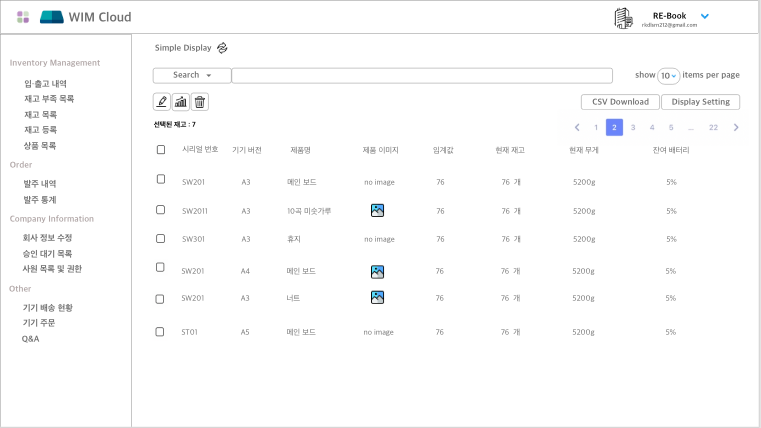 WIM Cloud
RE-Book
rkdlsrn212@gmail.com
Inventory Management
입·출고 내역
재고 부족 목록
재고 목록
재고 등록
상품 목록
Order
발주 내역
발주 통계
Company Information
회사 정보 수정
승인 대기 목록
사원 목록 및 권한
Other
기기 배송 현황
기기 주문
Q&A
Simple Display
Search
show 10 items per page
CSV Download Display Setting
선택된 재고 : 7
1 2 3 4 5 ... 22
시리얼 번호 기기 버전 제품명 제품 이미지 임계값 현재 재고 현재 무게 잔여 배터리
SW201 A3 메인 보드 no image 76 76 개 5200g 5%
SW2011 A3 10곡 미숫가루 76 76 개 5200g 5%
SW301 A3 휴지 no image 76 76 개 5200g 5%
SW201 A4 메인 보드 76 76 개 5200g 5%
SW201 A3 너트 76 76 개 5200g 5%
ST01 A5 메인 보드 no image 76 76 개 5200g 5%